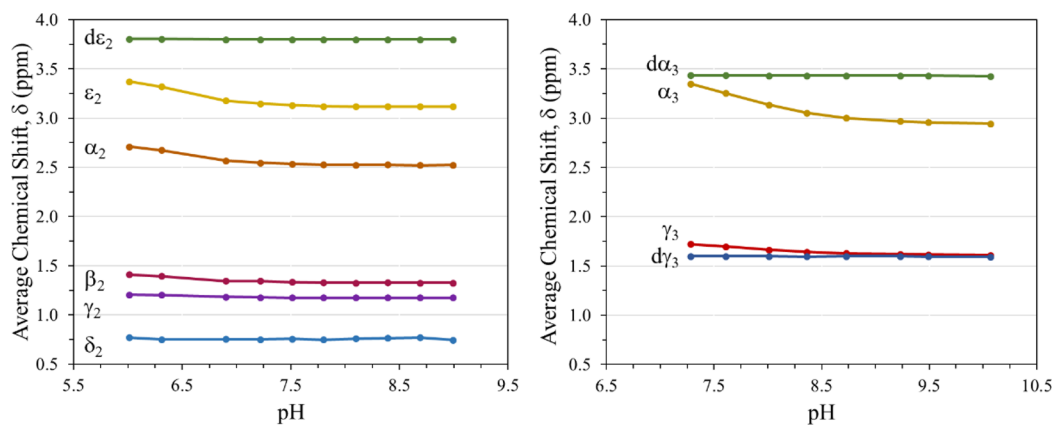 Average Chemical Shift, δ (ppm)
4.0
3.5
3.0
2.5
2.0
1.5
1.0
0.5
dε₂
ε₂
α₂
β₂
γ₂
δ₂
5.5 6.5 7.5 8.5 9.5
pH
Average Chemical Shift, δ (ppm)
4.0
3.5
3.0
2.5
2.0
1.5
1.0
0.5
dα₃
α₃
γ₃
dγ₃
6.5 7.5 8.5 9.5 10.5
pH